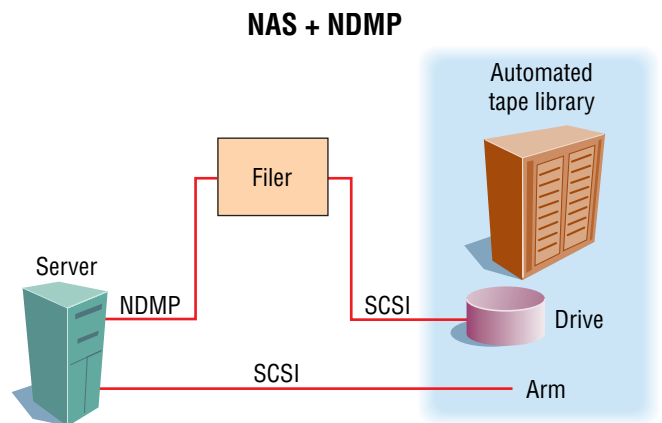 NAS + NDMP
Automated
tape library
Filer
Server
NDMP
SCSI
Drive
SCSI
Arm